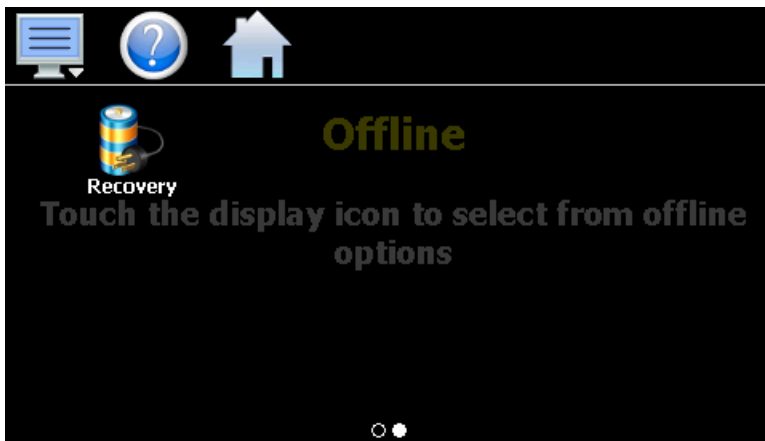 Offline
Recovery
Touch the display icon to select from offline
options